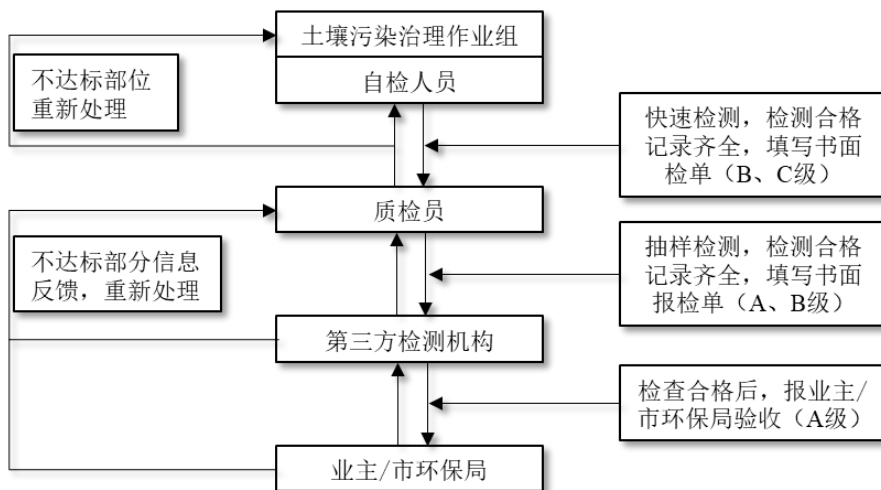 土壤污染治理作业组
自检人员
不达标部位
重新处理
快速检测，检测合格
记录齐全，填写书面
检单（B、C级）
质检员
不达标部分信息
反馈，重新处理
抽样检测，检测合格
记录齐全，填写书面
报检单（A、B级）
第三方检测机构
检查合格后，报业主/
市环保局验收（A级）
业主/市环保局